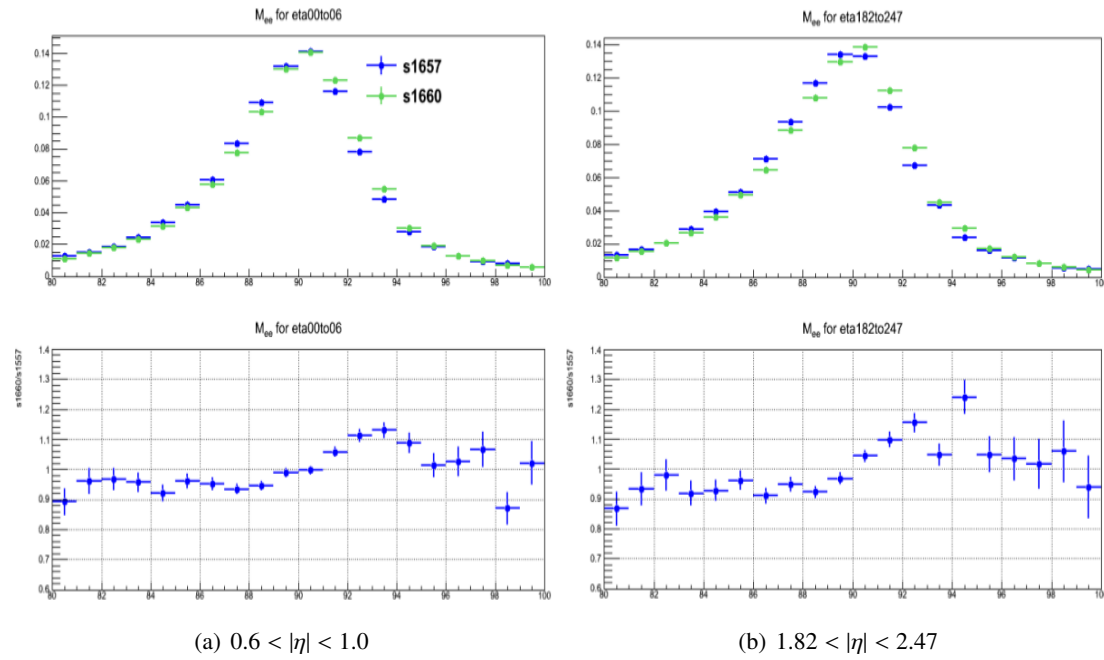 M_ee for eta00to06
0.14
0.12
0.1
0.08
0.06
0.04
0.02
0
80 82 84 86 88 90 92 94 96 98 100
s1657
s1660
M_ee for eta182to247
0.14
0.12
0.1
0.08
0.06
0.04
0.02
0
80 82 84 86 88 90 92 94 96 98 100
M_ee for eta00to06
s1660/s1557
1.4
1.3
1.2
1.1
1
0.9
0.8
0.7
0.6
80 82 84 86 88 90 92 94 96 98 100
M_ee for eta182to247
s1660/s1557
1.4
1.3
1.2
1.1
1
0.9
0.8
0.7
0.6
80 82 84 86 88 90 92 94 96 98 100
(a) 0.6 < |η| < 1.0
(b) 1.82 < |η| < 2.47